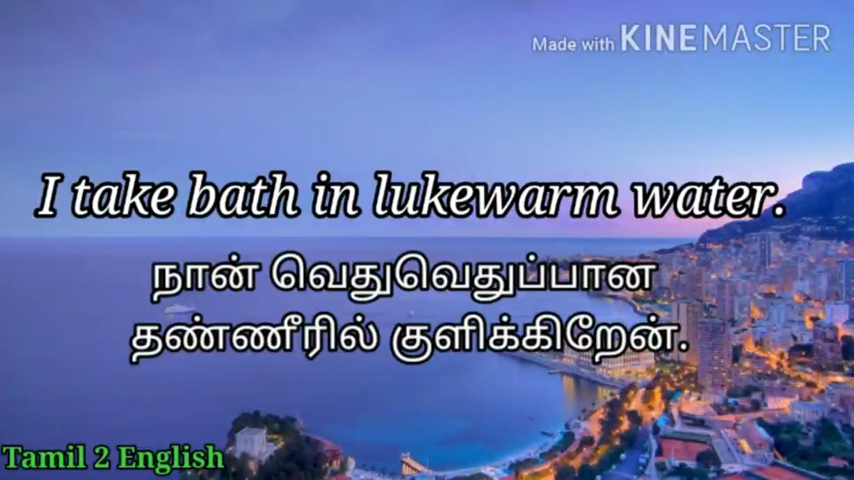 Made with KINEMASTER
I take bath in lukewarm water.
நான் வெதுவெதுப்பான
தண்ணீரில் குளிக்கிறேன்.
Tamil 2 English